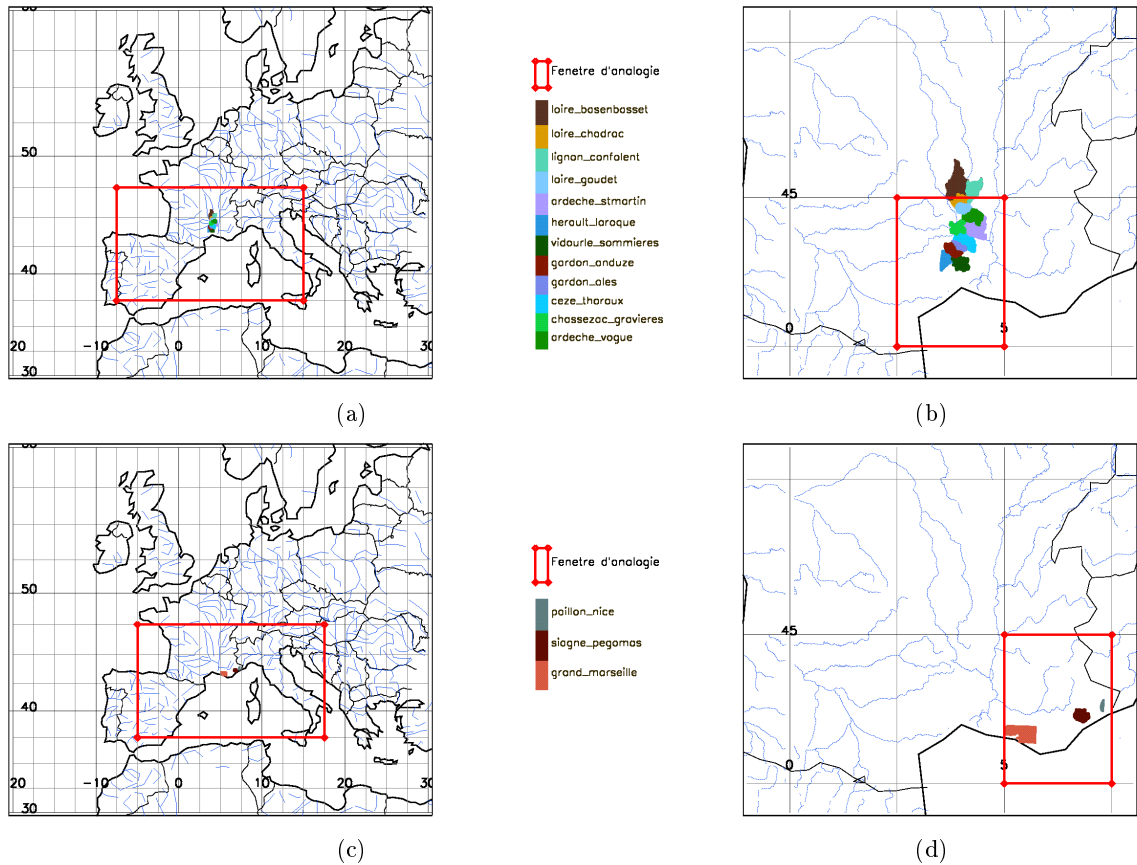 60
50
40
30
20
-10
0
10
20
30
(a)
Fenetre d'analogie
loire_basenbasset
loire_chadrac
lignon_confolent
loire_goudet
ardeche_stmartin
herault_laroque
vidourle_sommieres
gardon_anduze
gardon_ales
ceze_tharaux
chassezac_gravieres
ardeche_vogue
45
0
5
(b)
50
40
30
20
-10
0
10
20
30
(c)
Fenetre d'analogie
paillon_nice
siagne_pegomas
grand_marseille
45
0
5
(d)